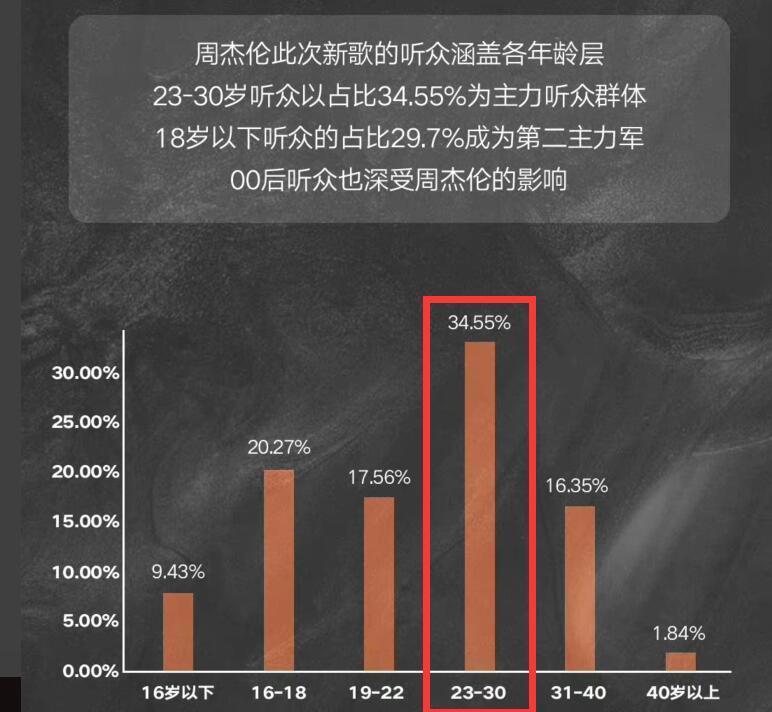 周杰伦此次新歌的听众涵盖各年龄层
23-30岁听众以占比34.55%为主力听众群体
18岁以下听众的占比29.7%成为第二主力军
00后听众也深受周杰伦的影响
34.55%
30.00%
25.00%
20.27%
20.00%
17.56%
16.35%
15.00%
9.43%
10.00%
5.00%
1.84%
0.00%
16岁以下 16-18 19-22 23-30 31-40 40岁以上